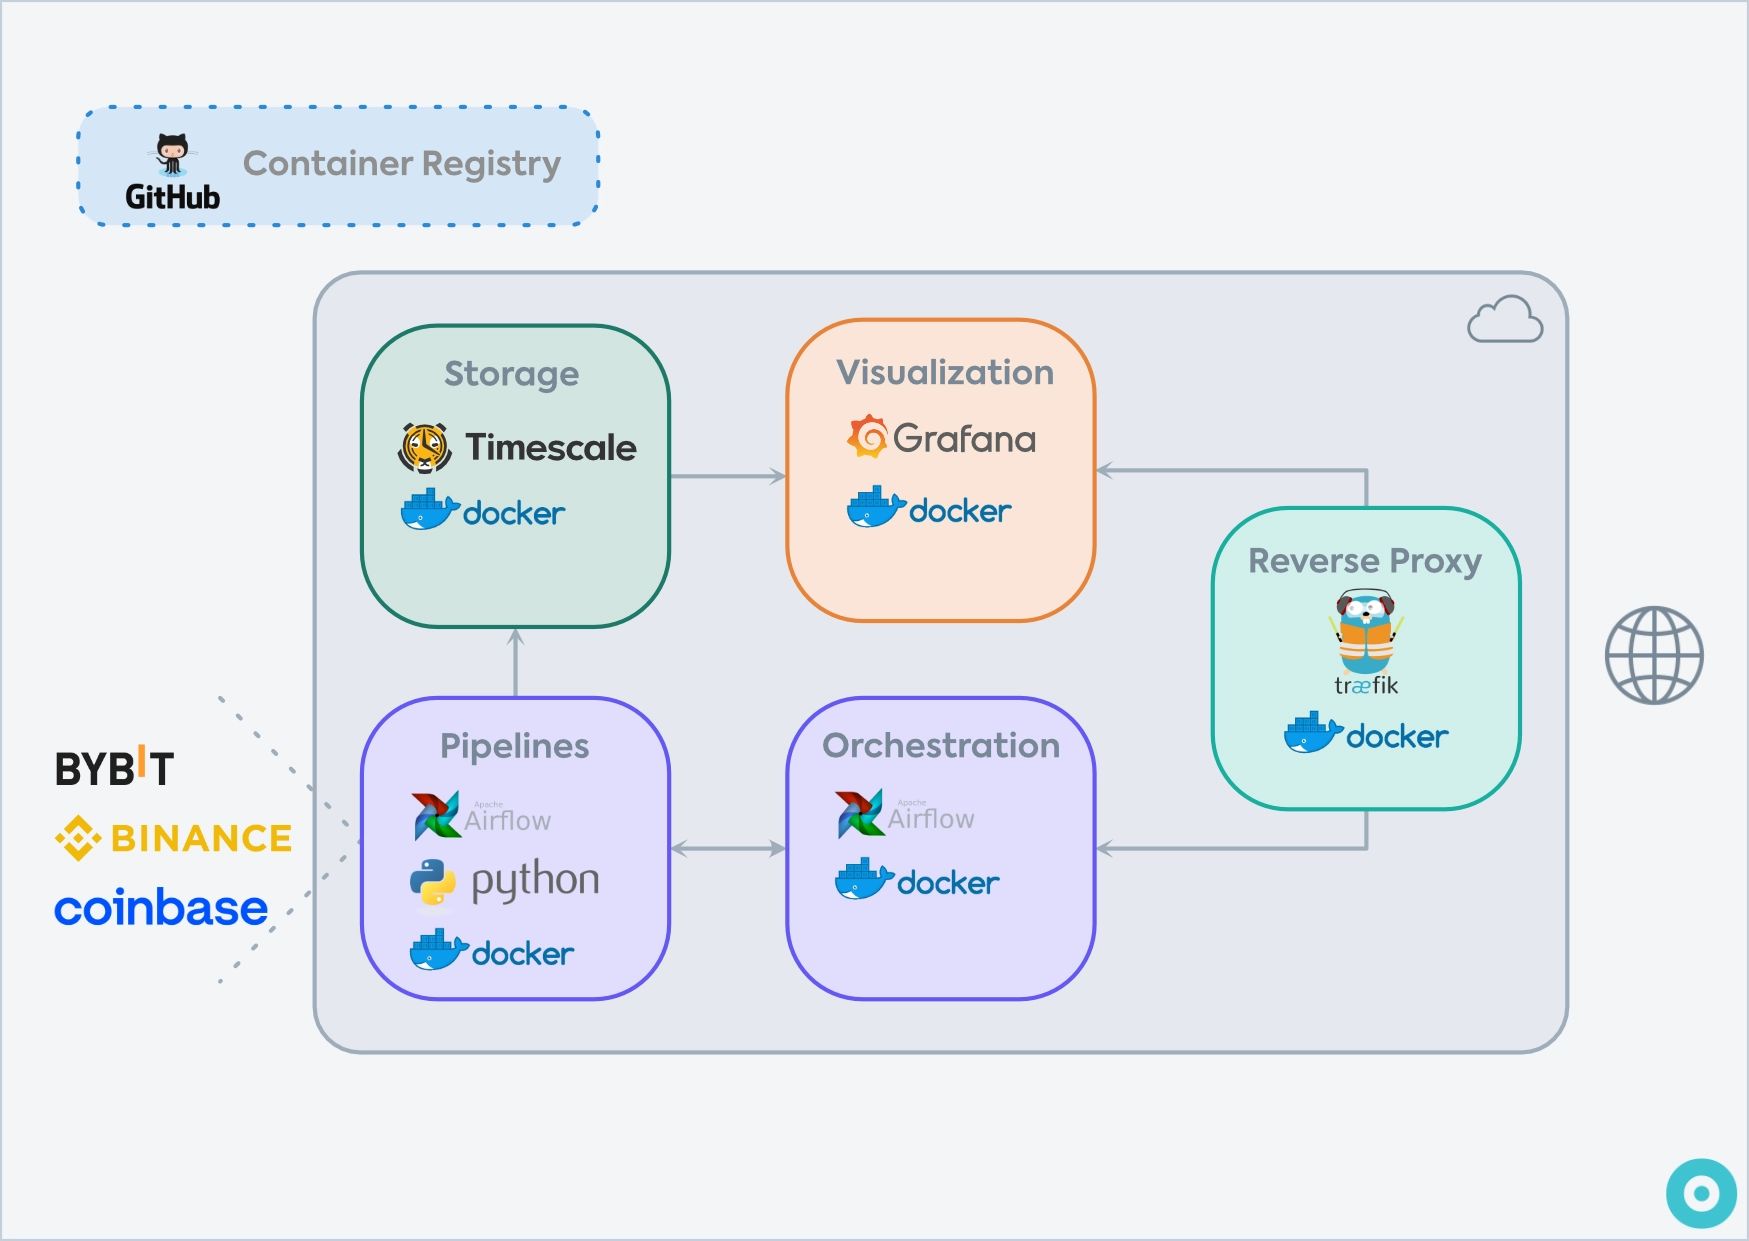 GitHub
Container Registry
Storage
Timescale
docker
Visualization
Grafana
docker
Reverse Proxy
træfik
docker
Pipelines
Apache
Airflow
python
docker
Orchestration
Apache
Airflow
docker
BYBIT
BINANCE
coinbase